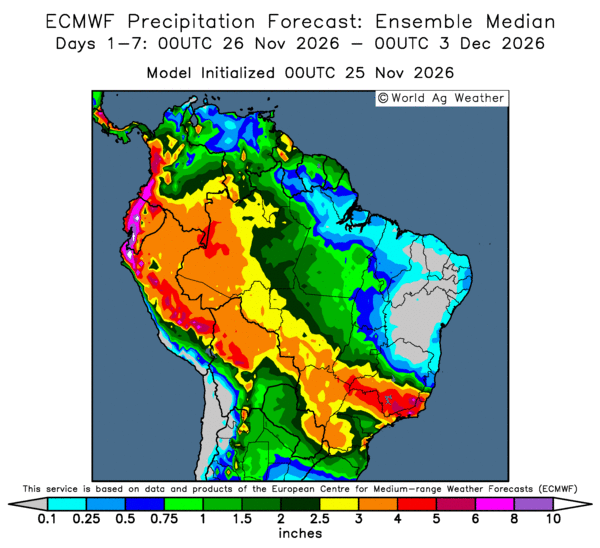 ECMWF Precipitation Forecast: Ensemble Median
Days 1−7: 00UTC 26 Nov 2026 − 00UTC 3 Dec 2026
Model Initialized 00UTC 25 Nov 2026
© World Ag Weather
This service is based on data and products of the European Centre for Medium-range Weather Forecasts (ECMWF)
0.1 0.25 0.5 0.75 1 1.5 2 2.5 3 4 5 6 8 10
inches